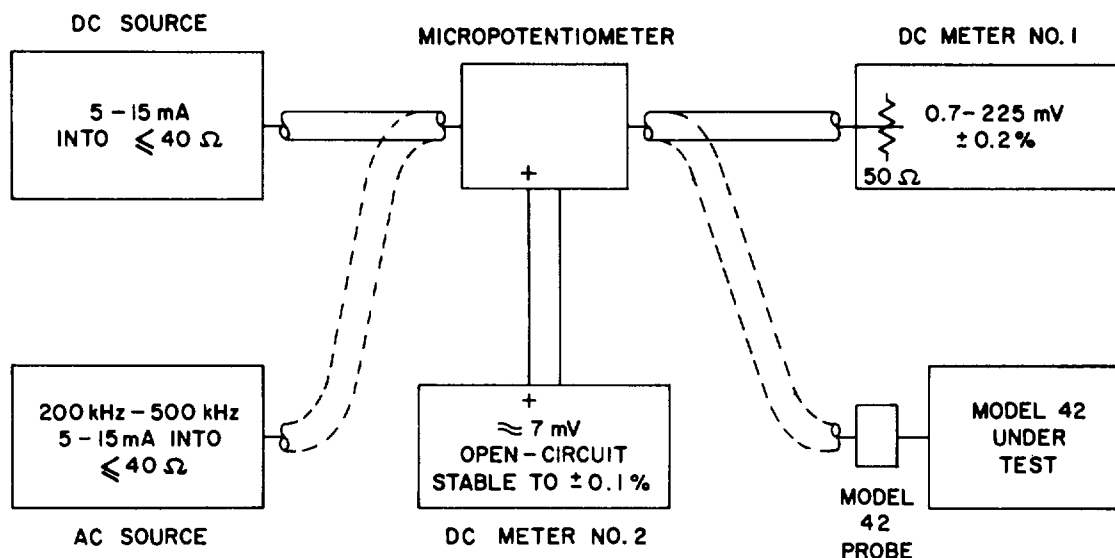 DC SOURCE
5 – 15 mA
INTO ≤ 40 Ω
MICROPOTENTIOMETER
+
DC METER NO. 1
0.7 – 225 mV
± 0.2 %
50 Ω
200 kHz – 500 kHz
5 – 15 mA INTO
≤ 40 Ω
AC SOURCE
+
≈ 7 mV
OPEN – CIRCUIT
STABLE TO ± 0.1 %
DC METER NO. 2
MODEL
42
PROBE
MODEL 42
UNDER
TEST